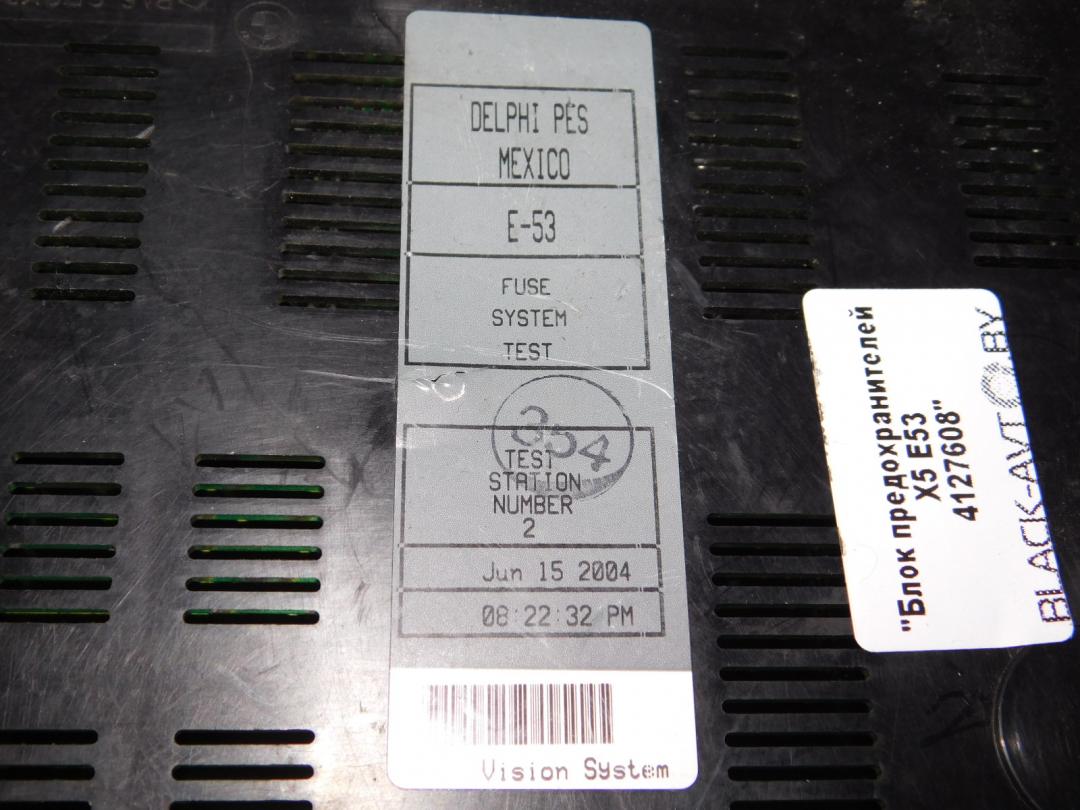 DELPHI PES
MEXICO
E-53
FUSE
SYSTEM
TEST
354
TEST
STATION
NUMBER
2
Jun 15 2004
08:22:32 PM
Vision System
"Блок предохранителей
X5 E53
4127608"
BLACK-AVTO.BY